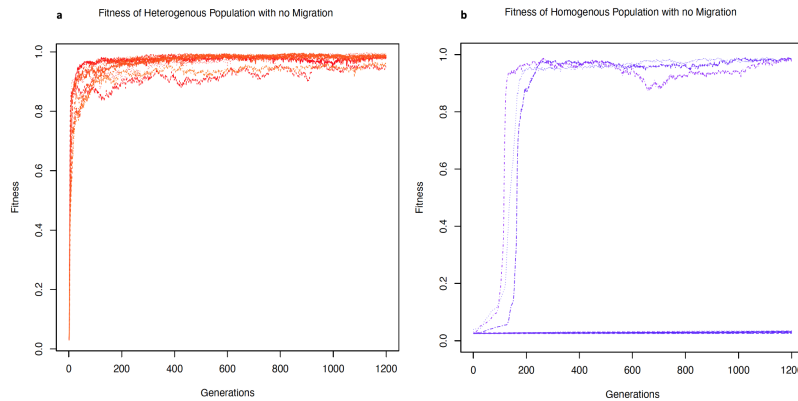 a
Fitness of Heterogenous Population with no Migration
1.0
0.8
0.6
0.4
0.2
0.0
Fitness
0 200 400 600 800 1000 1200
Generations
b
Fitness of Homogenous Population with no Migration
1.0
0.8
0.6
0.4
0.2
0.0
Fitness
0 200 400 600 800 1000 1200
Generations